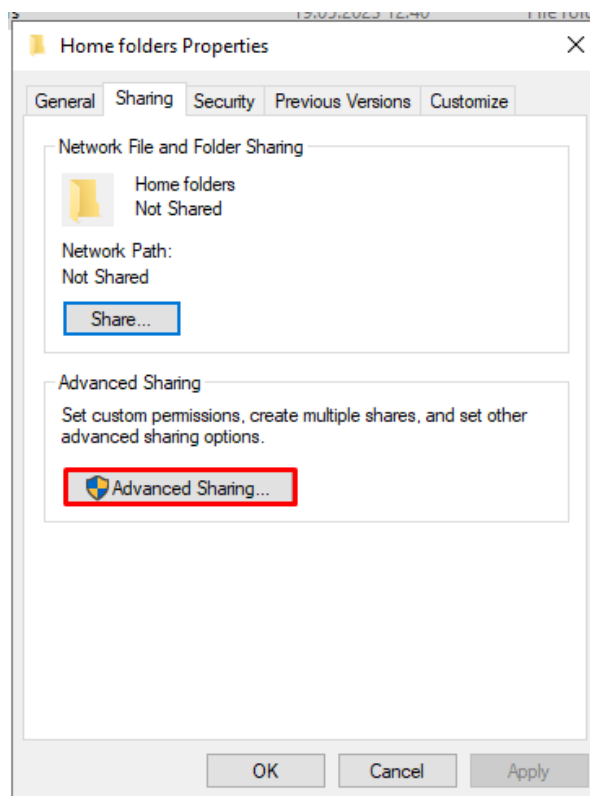 Home folders Properties
General Sharing Security Previous Versions Customize
Network File and Folder Sharing
Home folders
Not Shared
Network Path:
Not Shared
Share...
Advanced Sharing
Set custom permissions, create multiple shares, and set other
advanced sharing options.
Advanced Sharing...
OK Cancel Apply